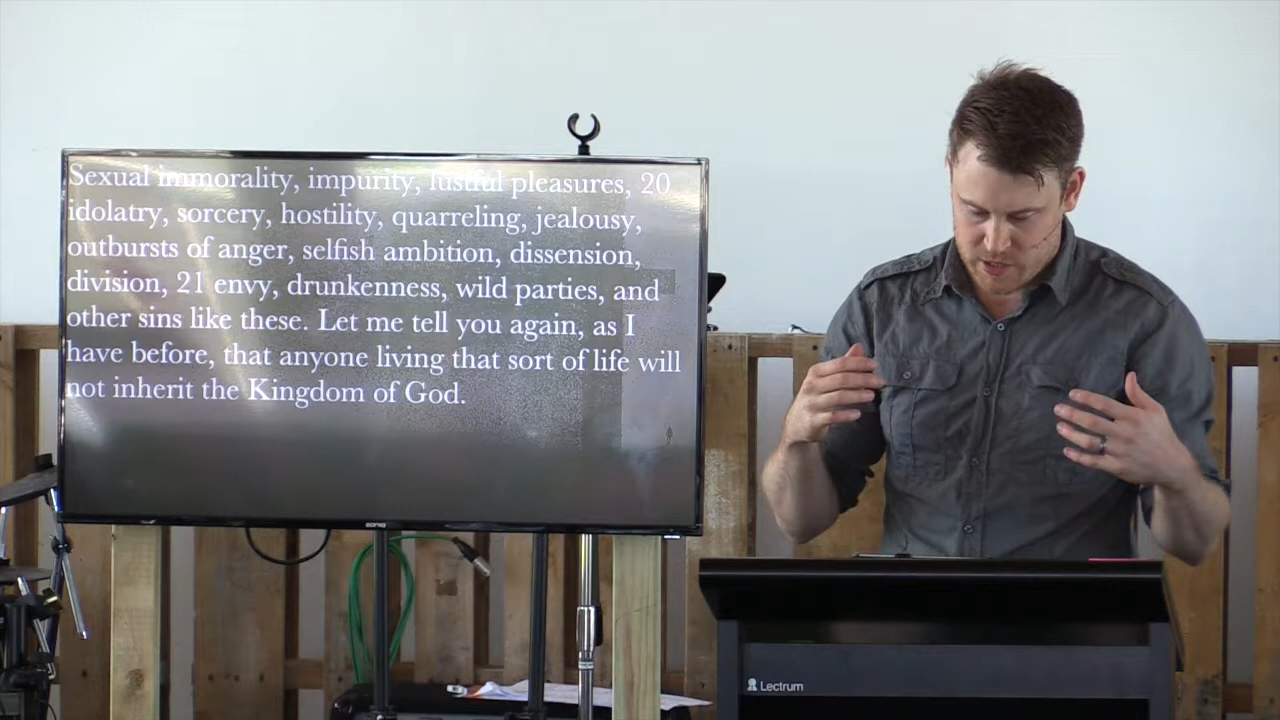 Sexual immorality, impurity, lustful pleasures, 20
idolatry, sorcery, hostility, quarreling, jealousy,
outbursts of anger, selfish ambition, dissension,
division, 21 envy, drunkenness, wild parties, and
other sins like these. Let me tell you again, as I
have before, that anyone living that sort of life will
not inherit the Kingdom of God.
soniq
Lectrum